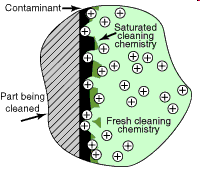 Contaminant
Saturated
cleaning
chemistry
Part being
cleaned
Fresh cleaning
chemistry